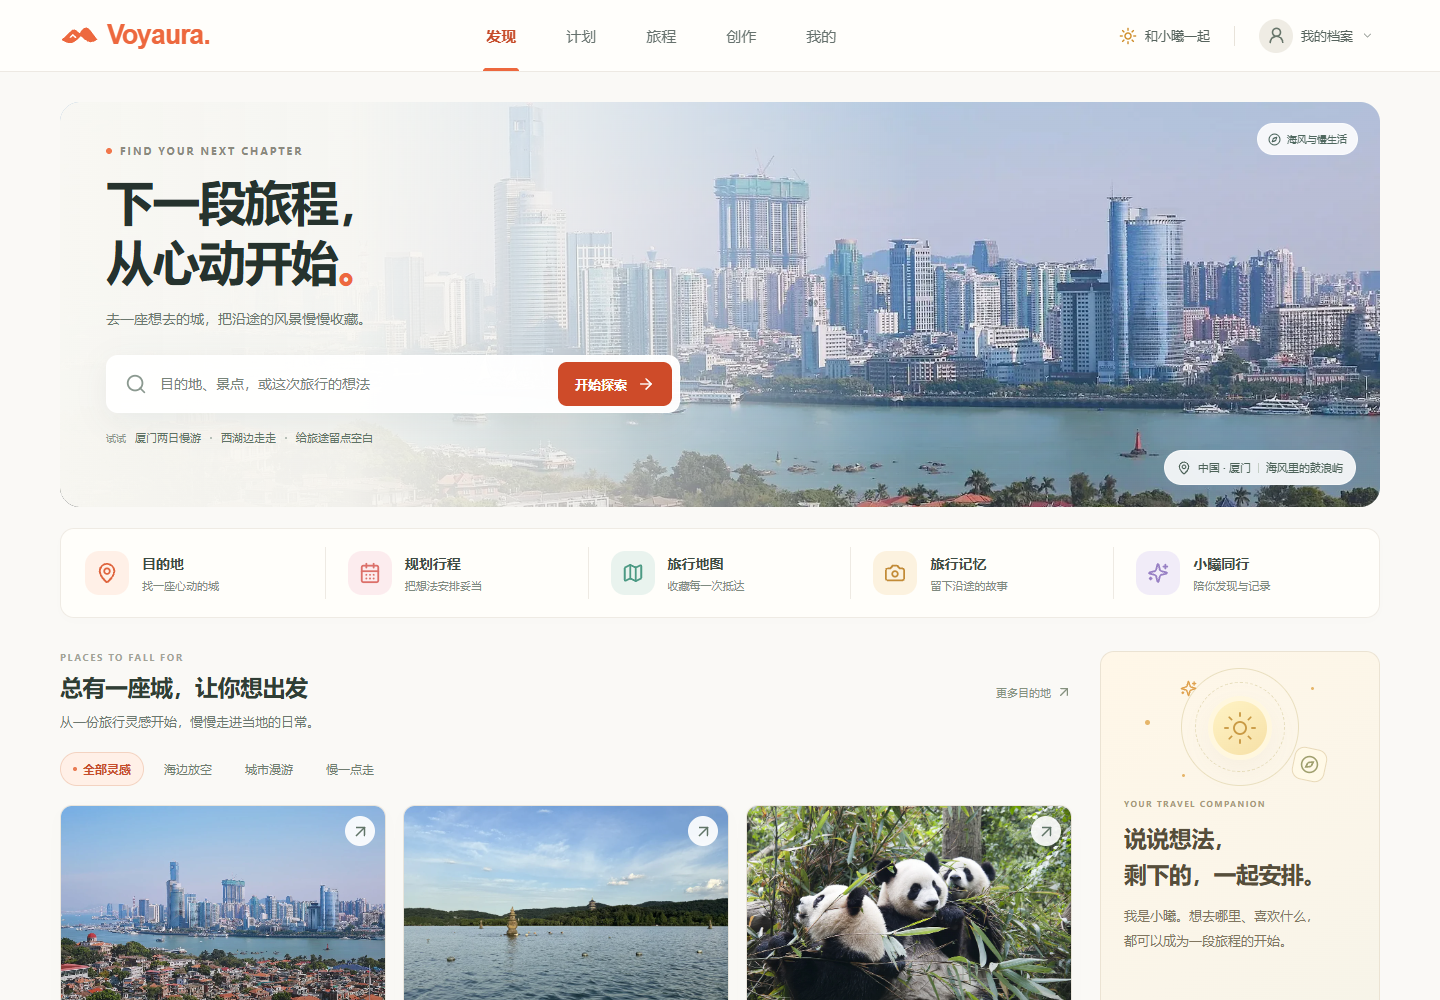 Voyaura.
发现
计划
旅程
创作
我的
和小曦一起
我的档案
海风与慢生活
FIND YOUR NEXT CHAPTER
下一段旅程，
从心动开始。
去一座想去的城，把沿途的风景慢慢收藏。
目的地、景点，或这次旅行的想法
开始探索
试试 厦门两日慢游 · 西湖边走走 · 给旅途留点空白
中国 · 厦门 | 海风里的鼓浪屿
目的地
找一座心动的城
规划行程
把想法安排妥当
旅行地图
收藏每一次抵达
旅行记忆
留下沿途的故事
小曦同行
陪你发现与记录
PLACES TO FALL FOR
总有一座城，让你想出发
从一份旅行灵感开始，慢慢走进当地的日常。
更多目的地
全部灵感
海边放空
城市漫游
慢一点走
YOUR TRAVEL COMPANION
说说想法，
剩下的，一起安排。
我是小曦。想去哪里、喜欢什么，
都可以成为一段旅程的开始。